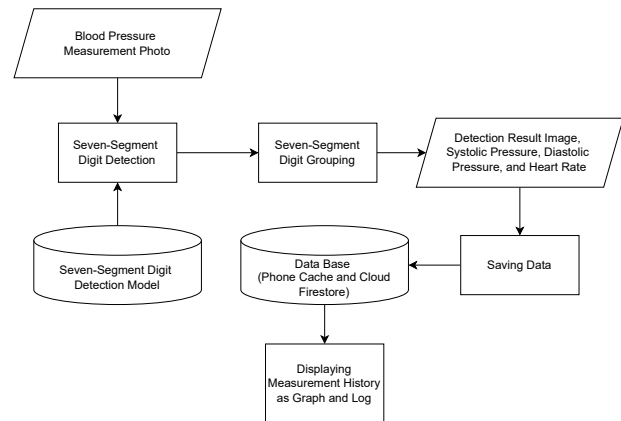 Blood Pressure
Measurement Photo
Seven-Segment
Digit Detection
Seven-Segment
Digit Grouping
Detection Result Image,
Systolic Pressure, Diastolic
Pressure, and Heart Rate
Seven-Segment Digit
Detection Model
Data Base
(Phone Cache and Cloud
Firestore)
Saving Data
Displaying
Measurement History
as Graph and Log